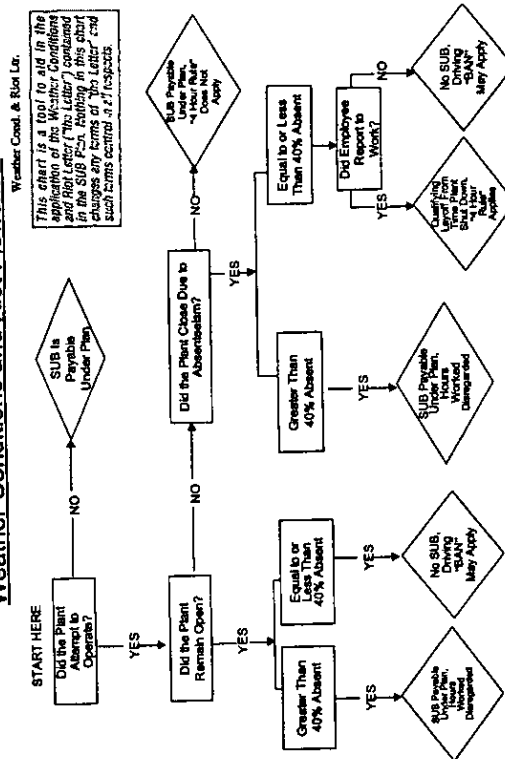 Weather Cond. & Riot Ltr.
This chart is a tool to aid in the
application of the Weather Conditions
and Riot Letter ("the Letter") contained
in the SUB Plan. Nothing in this chart
changes any terms of "the Letter" and
such terms control in all respects.
START HERE
Did the Plant
Attempt to
Operate?
NO
SUB Is
Payable
Under Plan
YES
Did the Plant
Remain Open?
NO
Did the Plant Close Due to
Absenteeism?
NO
SUB Payable
Under Plan,
"4 Hour Rule"
Does Not
Apply
YES
YES
Greater Than
40% Absent
Equal to or
Less Than
40% Absent
Greater Than
40% Absent
Equal to or Less
Than 40% Absent
YES
YES
YES
Did Employee
Report to
Work?
YES
NO
SUB Payable
Under Plan,
Hours
Worked
Disregarded
No SUB,
Driving
"BAN"
May Apply
SUB Payable
Under Plan,
Hours
Worked
Disregarded
Qualifying
Layoff From
Time Plant
Shut Down,
"4 Hour
Rule"
Applies
No SUB,
Driving
"BAN"
May Apply